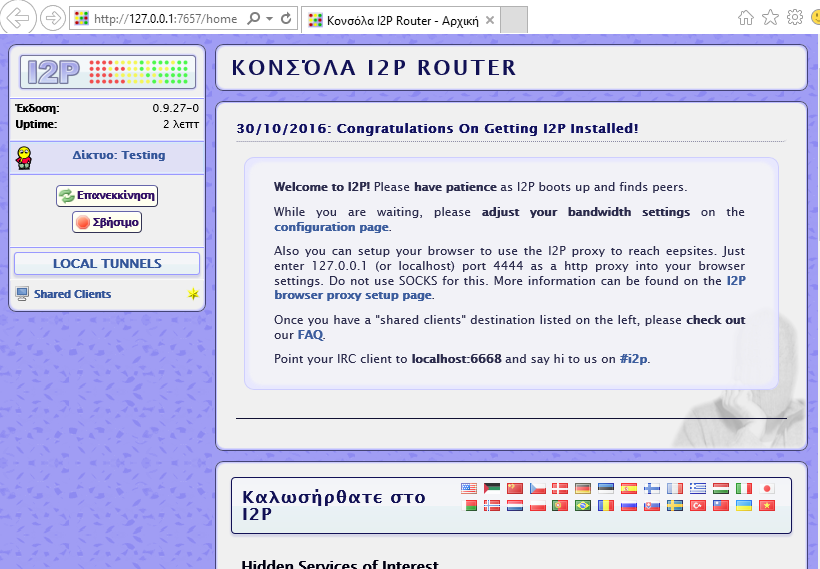 http://127.0.0.1:7657/home
Κονσόλα I2P Router - Αρχική
I2P
Έκδοση: 0.9.27-0
Uptime: 2 λεπτ
Δίκτυο: Testing
Επανεκκίνηση
Σβήσιμο
LOCAL TUNNELS
Shared Clients
ΚΟΝΣΌΛΑ I2P ROUTER
30/10/2016: Congratulations On Getting I2P Installed!
Welcome to I2P! Please have patience as I2P boots up and finds peers.
While you are waiting, please adjust your bandwidth settings on the
configuration page.
Also you can setup your browser to use the I2P proxy to reach eepsites. Just
enter 127.0.0.1 (or localhost) port 4444 as a http proxy into your browser
settings. Do not use SOCKS for this. More information can be found on the I2P
browser proxy setup page.
Once you have a "shared clients" destination listed on the left, please check out
our FAQ.
Point your IRC client to localhost:6668 and say hi to us on #i2p.
Καλωσήρθατε στο
I2P
Hidden Services of Interest